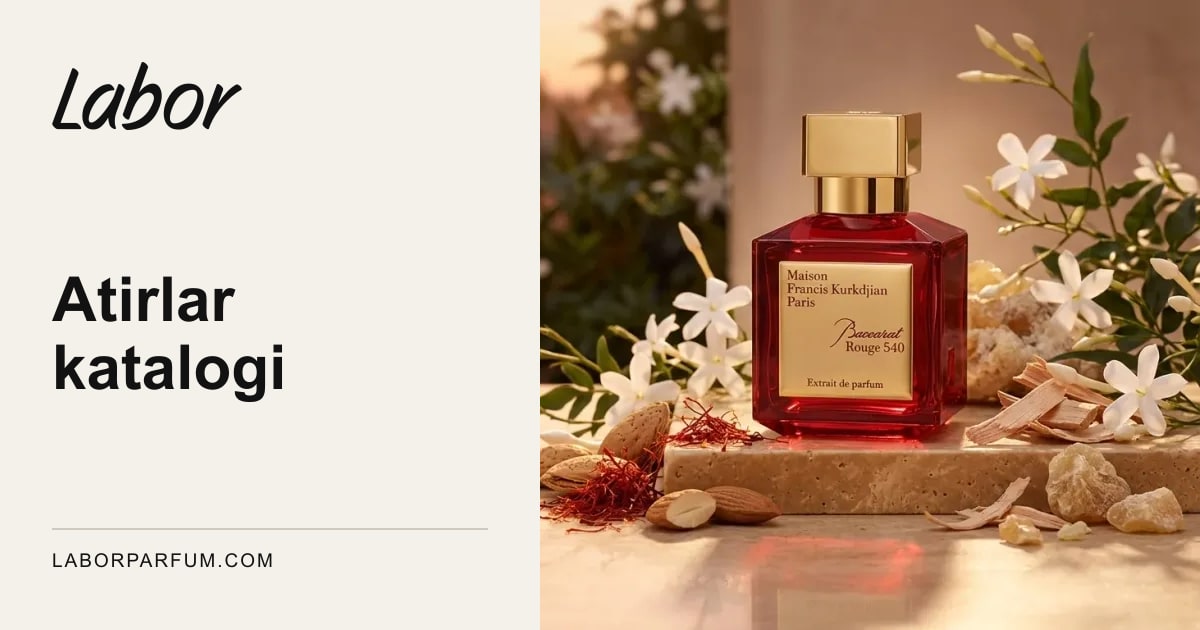 Labor
Atirlar
katalogi
LABORPARFUM.COM
Maison
Francis Kurkdjian
Paris
Baccarat
Rouge 540
Extrait de parfum